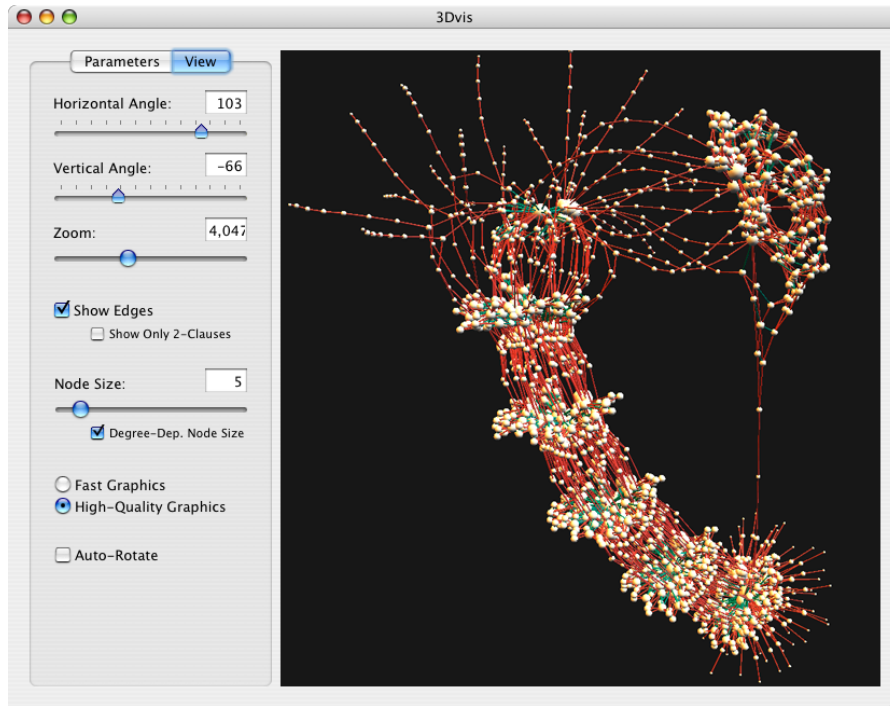 3Dvis
Parameters View
Horizontal Angle: 103
Vertical Angle: -66
Zoom: 4,047
Show Edges
Show Only 2-Clauses
Node Size: 5
Degree-Dep. Node Size
Fast Graphics
High-Quality Graphics
Auto-Rotate